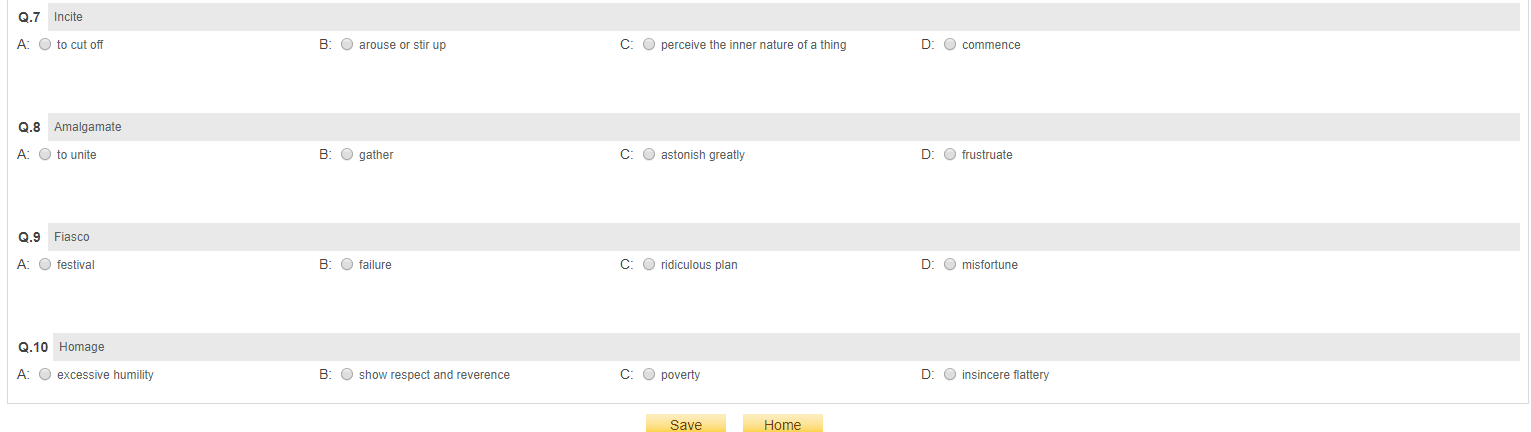 Q.7 Incite
A: to cut off B: arouse or stir up C: perceive the inner nature of a thing D: commence
Q.8 Amalgamate
A: to unite B: gather C: astonish greatly D: frustruate
Q.9 Fiasco
A: festival B: failure C: ridiculous plan D: misfortune
Q.10 Homage
A: excessive humility B: show respect and reverence C: poverty D: insincere flattery
Save Home